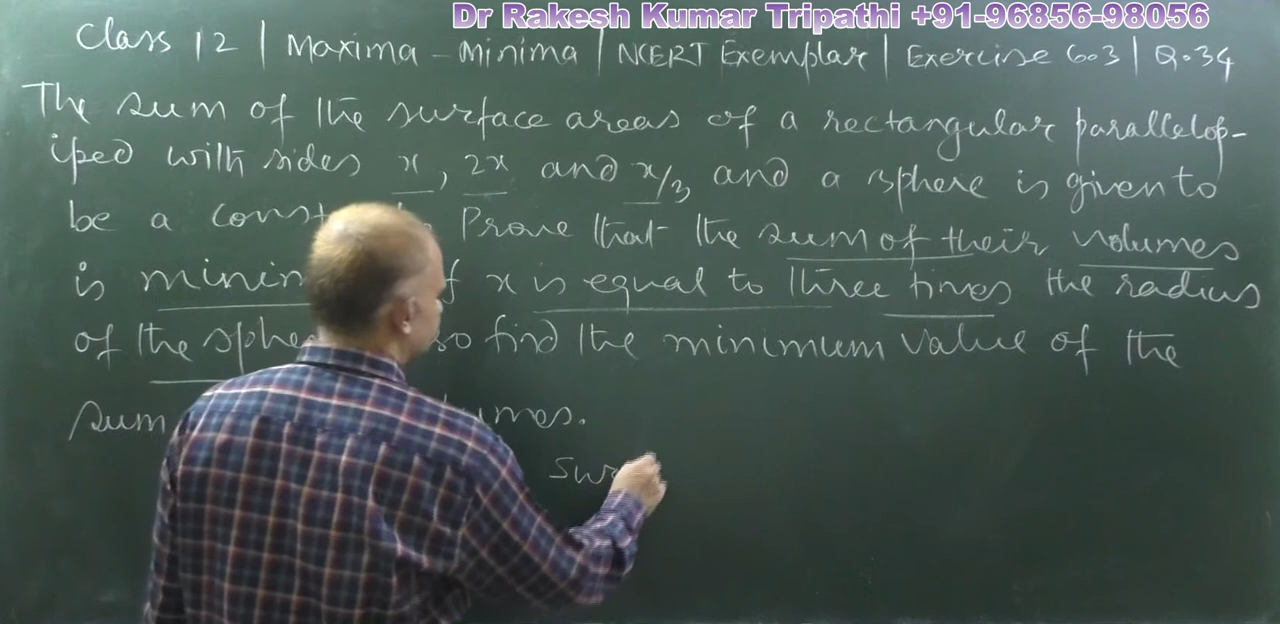 Dr Rakesh Kumar Tripathi +91-96856-98056
Class 12 | Maxima - Minima | NCERT Exemplar | Exercise 6.3 | Q.34
The sum of the surface areas of a rectangular parallelop-
iped with sides x, 2x and x/3 and a sphere is given to
be a const Prove that the sum of their volumes
is minim f x is equal to three times the radius
of the sphe so find the minimum value of the
sum umes.
Sur